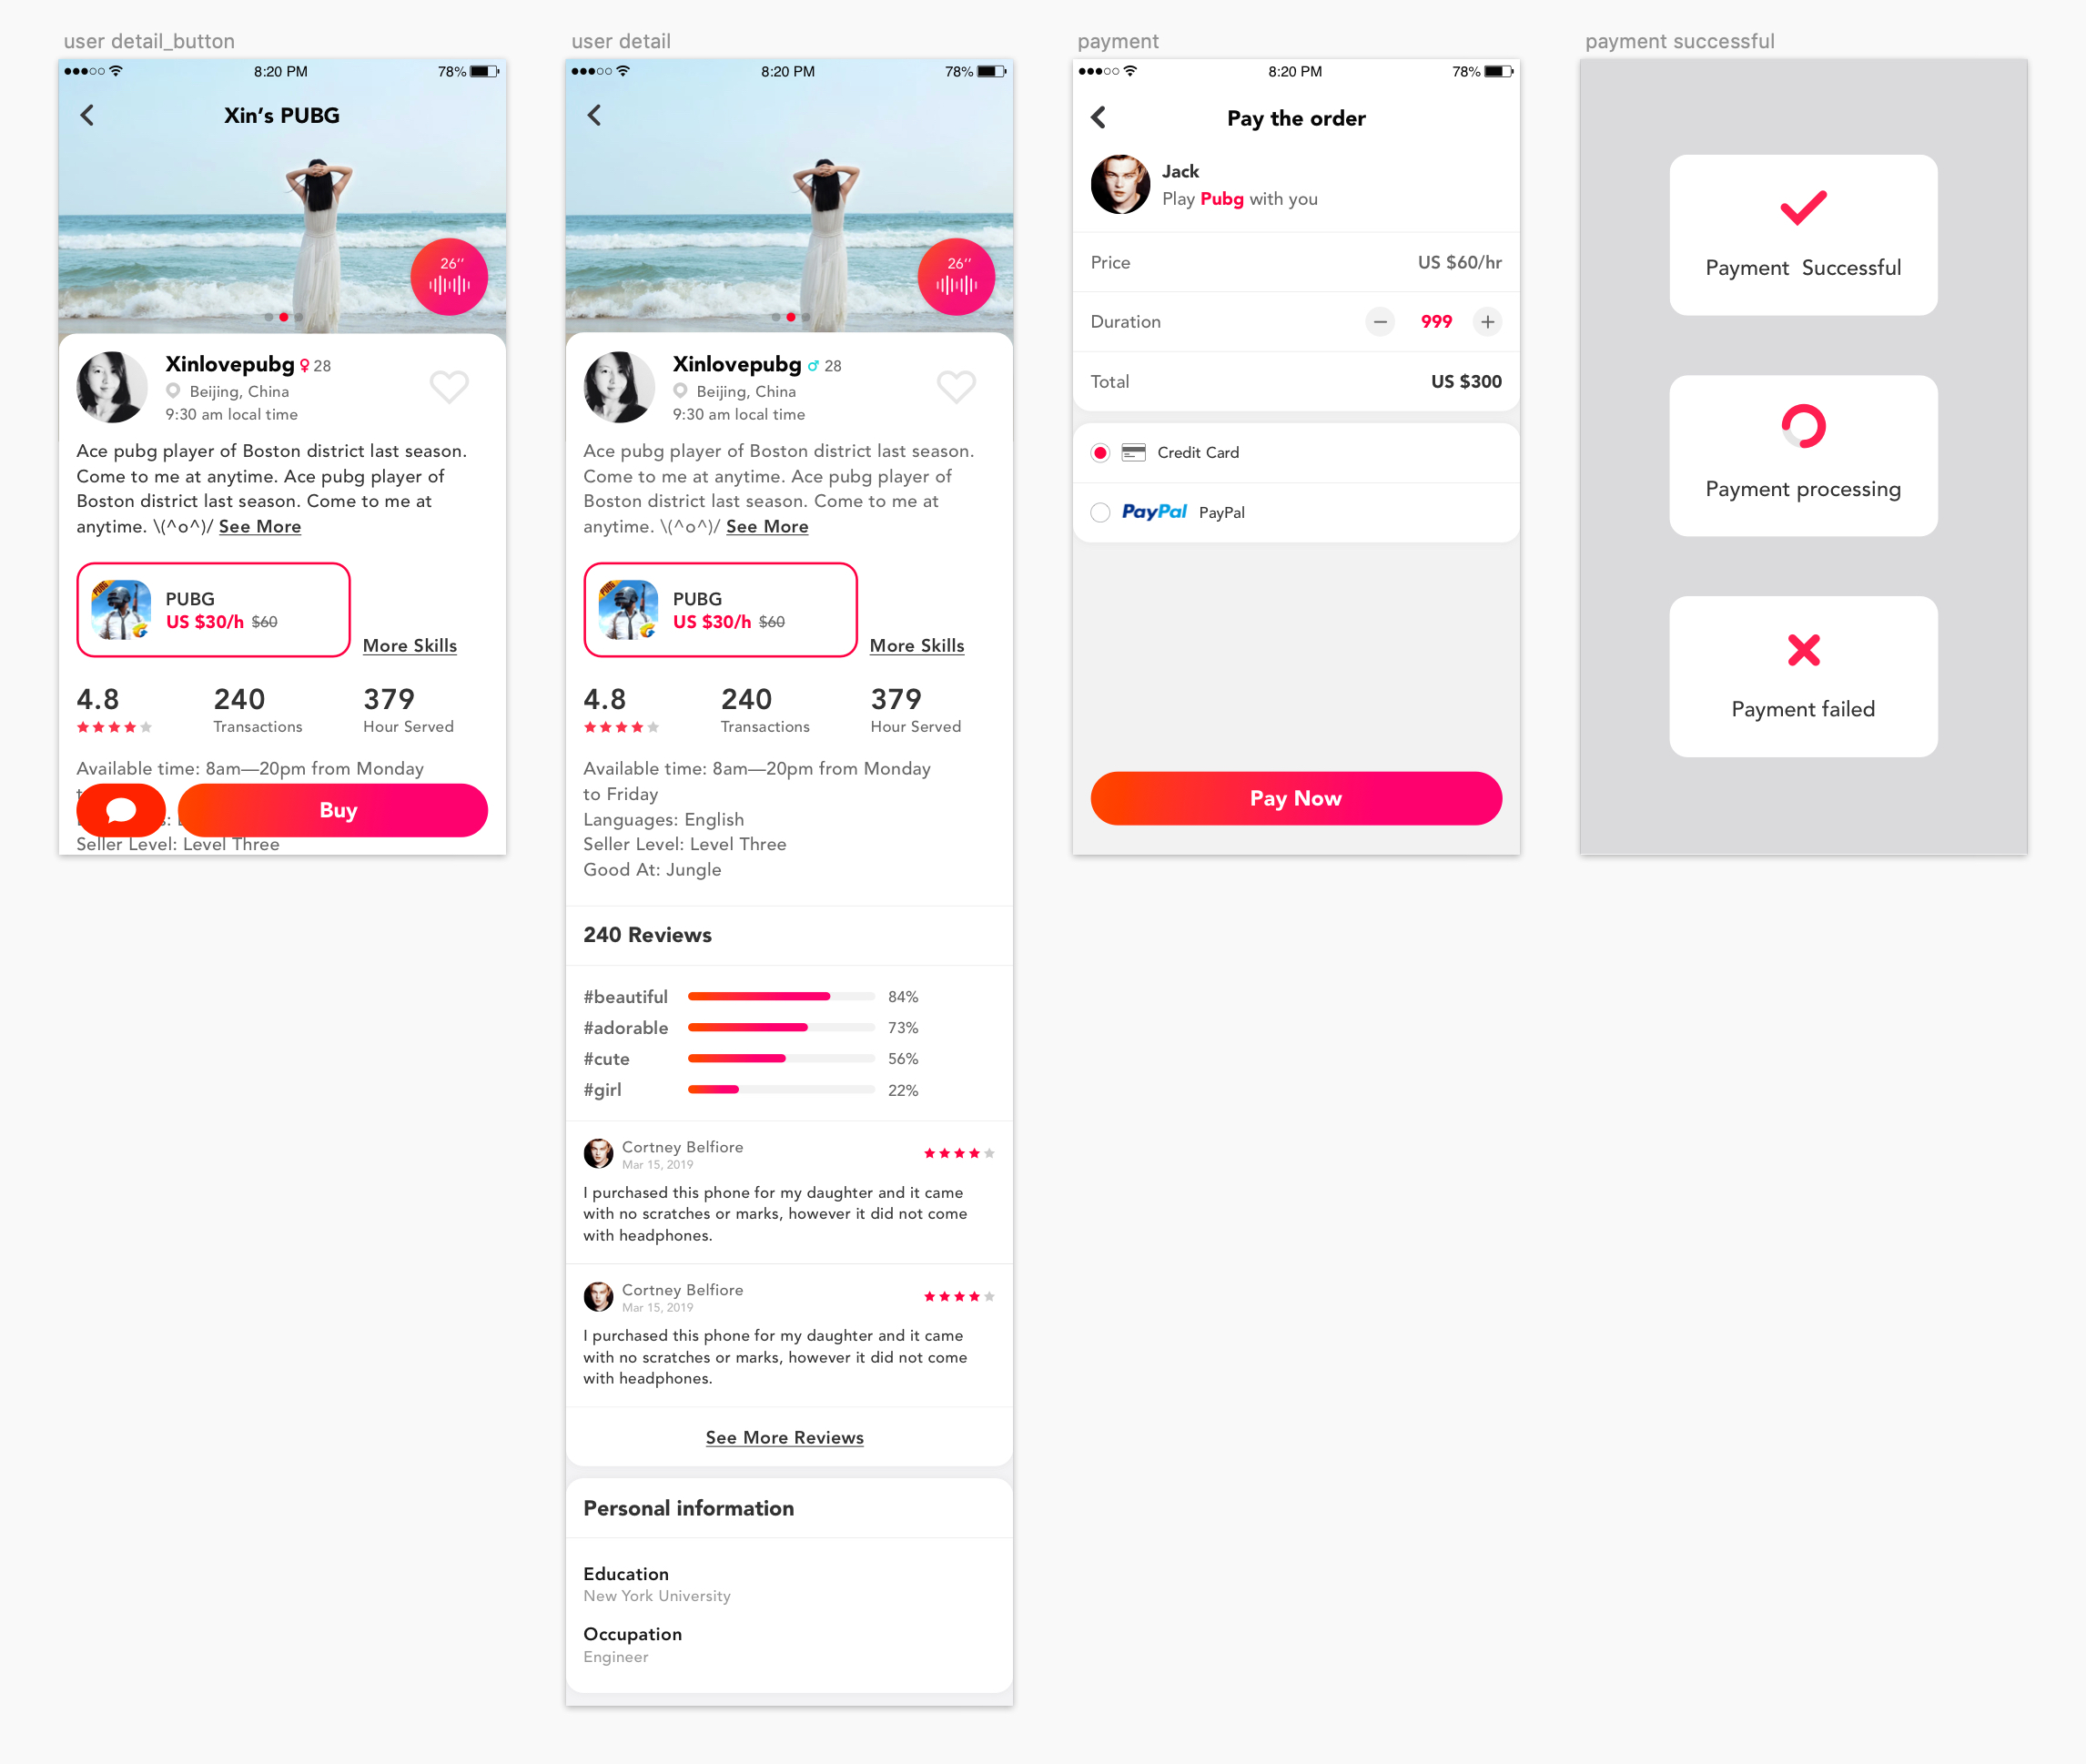 user detail_button
8:20 PM
78%
Xin’s PUBG
26’’
Xinlovepubg 28
Beijing, China
9:30 am local time
Ace pubg player of Boston district last season.
Come to me at anytime. Ace pubg player of
Boston district last season. Come to me at
anytime. \(^o^)/ See More
PUBG
US $30/h $60
More Skills
4.8
240
379
Transactions
Hour Served
Available time: 8am—20pm from Monday
Buy
Seller Level: Level Three
user detail
8:20 PM
78%
26’’
Xinlovepubg 28
Beijing, China
9:30 am local time
Ace pubg player of Boston district last season.
Come to me at anytime. Ace pubg player of
Boston district last season. Come to me at
anytime. \(^o^)/ See More
PUBG
US $30/h $60
More Skills
4.8
240
379
Transactions
Hour Served
Available time: 8am—20pm from Monday
to Friday
Languages: English
Seller Level: Level Three
Good At: Jungle
240 Reviews
#beautiful 84%
#adorable 73%
#cute 56%
#girl 22%
Cortney Belfiore
Mar 15, 2019
I purchased this phone for my daughter and it came
with no scratches or marks, however it did not come
with headphones.
Cortney Belfiore
Mar 15, 2019
I purchased this phone for my daughter and it came
with no scratches or marks, however it did not come
with headphones.
See More Reviews
Personal information
Education
New York University
Occupation
Engineer
payment
8:20 PM
78%
Pay the order
Jack
Play Pubg with you
Price US $60/hr
Duration 999
Total US $300
Credit Card
PayPal PayPal
Pay Now
payment successful
Payment Successful
Payment processing
Payment failed